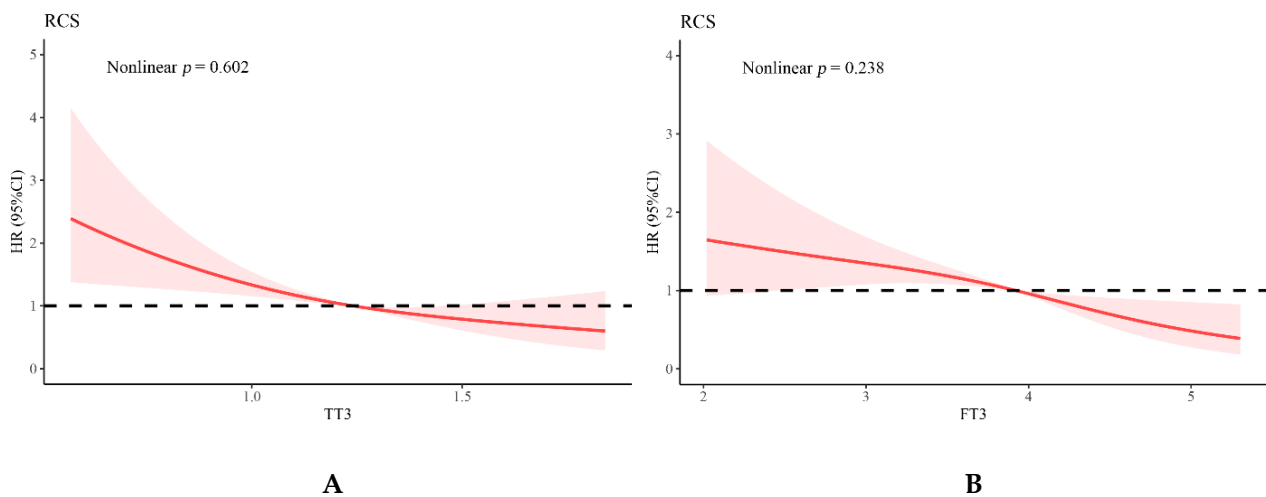 RCS
Nonlinear p = 0.602
HR (95%CI)
5
4
3
2
1
0
1.0 1.5
TT3
A
RCS
Nonlinear p = 0.238
HR (95%CI)
4
3
2
1
0
2 3 4 5
FT3
B